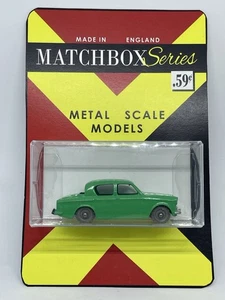 MADE IN ENGLAND
MATCHBOX Series
.59¢
METAL SCALE
MODELS